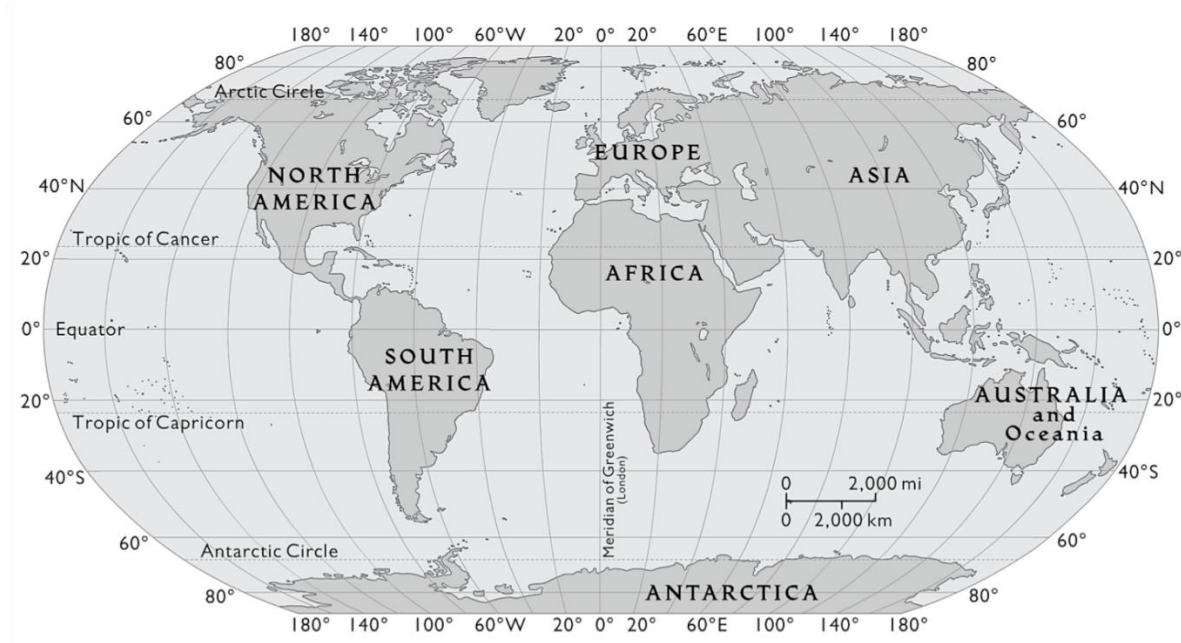 180° 140° 100° 60°W 20° 0° 20° 60°E 100° 140° 180°
80° 80°
Arctic Circle
60° 60°
EUROPE
NORTH
AMERICA
ASIA
40°N 40°N
Tropic of Cancer
20° 20°
AFRICA
0° Equator 0°
SOUTH
AMERICA
20° 20°
AUSTRALIA
and
Oceania
Tropic of Capricorn
Meridian of Greenwich
(London)
40°S 40°S
0 2,000 mi
0 2,000 km
60° 60°
Antarctic Circle
80° 80°
ANTARCTICA
180° 140° 100° 60°W 20° 0° 20° 60°E 100° 140° 180°